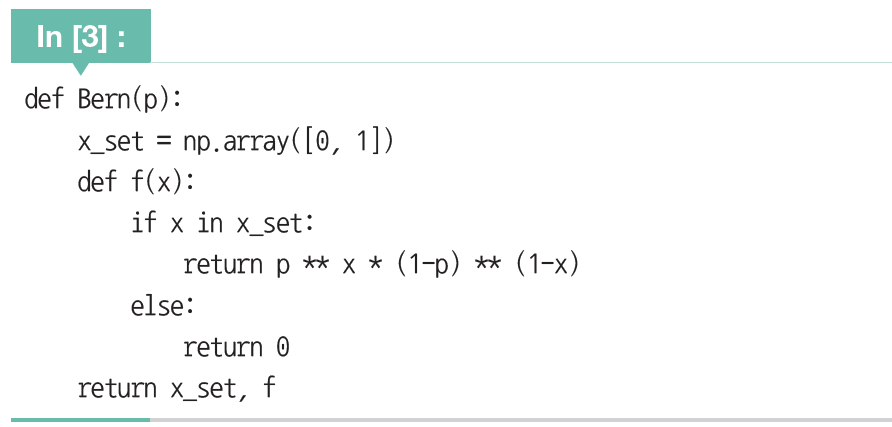 In [3] :
def Bern(p):
    x_set = np.array([0, 1])
    def f(x):
        if x in x_set:
            return p ** x * (1-p) ** (1-x)
        else:
            return 0
    return x_set, f